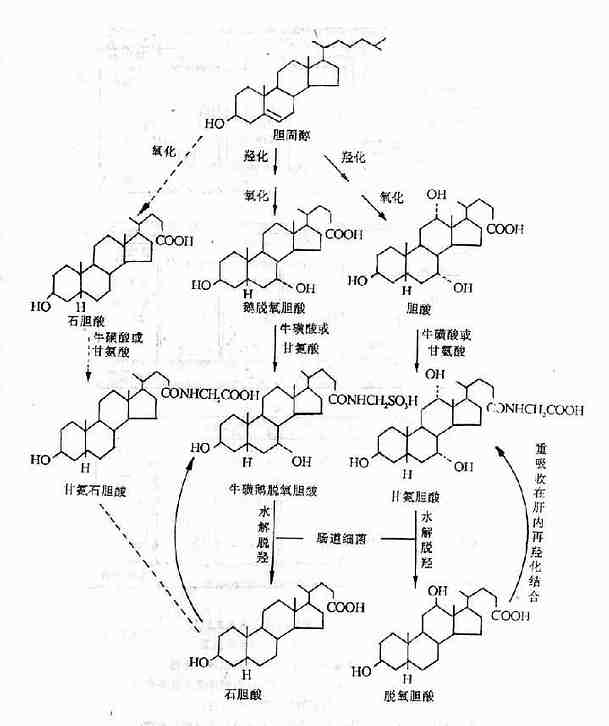 HO
胆固醇
氧化
羟化
羟化
氧化
氧化
OH
COOH
COOH
COOH
HO
H
HO
H
OH
HO
H
OH
石胆酸
鹅脱氧胆酸
胆酸
牛磺酸或
甘氨酸
牛磺酸或
甘氨酸
牛磺酸或
甘氨酸
OH
CONHCH₂COOH
CONHCH₂SO₃H
CONHCH₂COOH
HO
H
HO
H
OH
HO
H
OH
甘氨石胆酸
牛磺鹅脱氧胆酸
甘氨胆酸
重吸收在肝内再羟化结合
水解脱羟
肠道细菌
水解脱羟
OH
COOH
COOH
HO
H
HO
H
石胆酸
脱氧胆酸